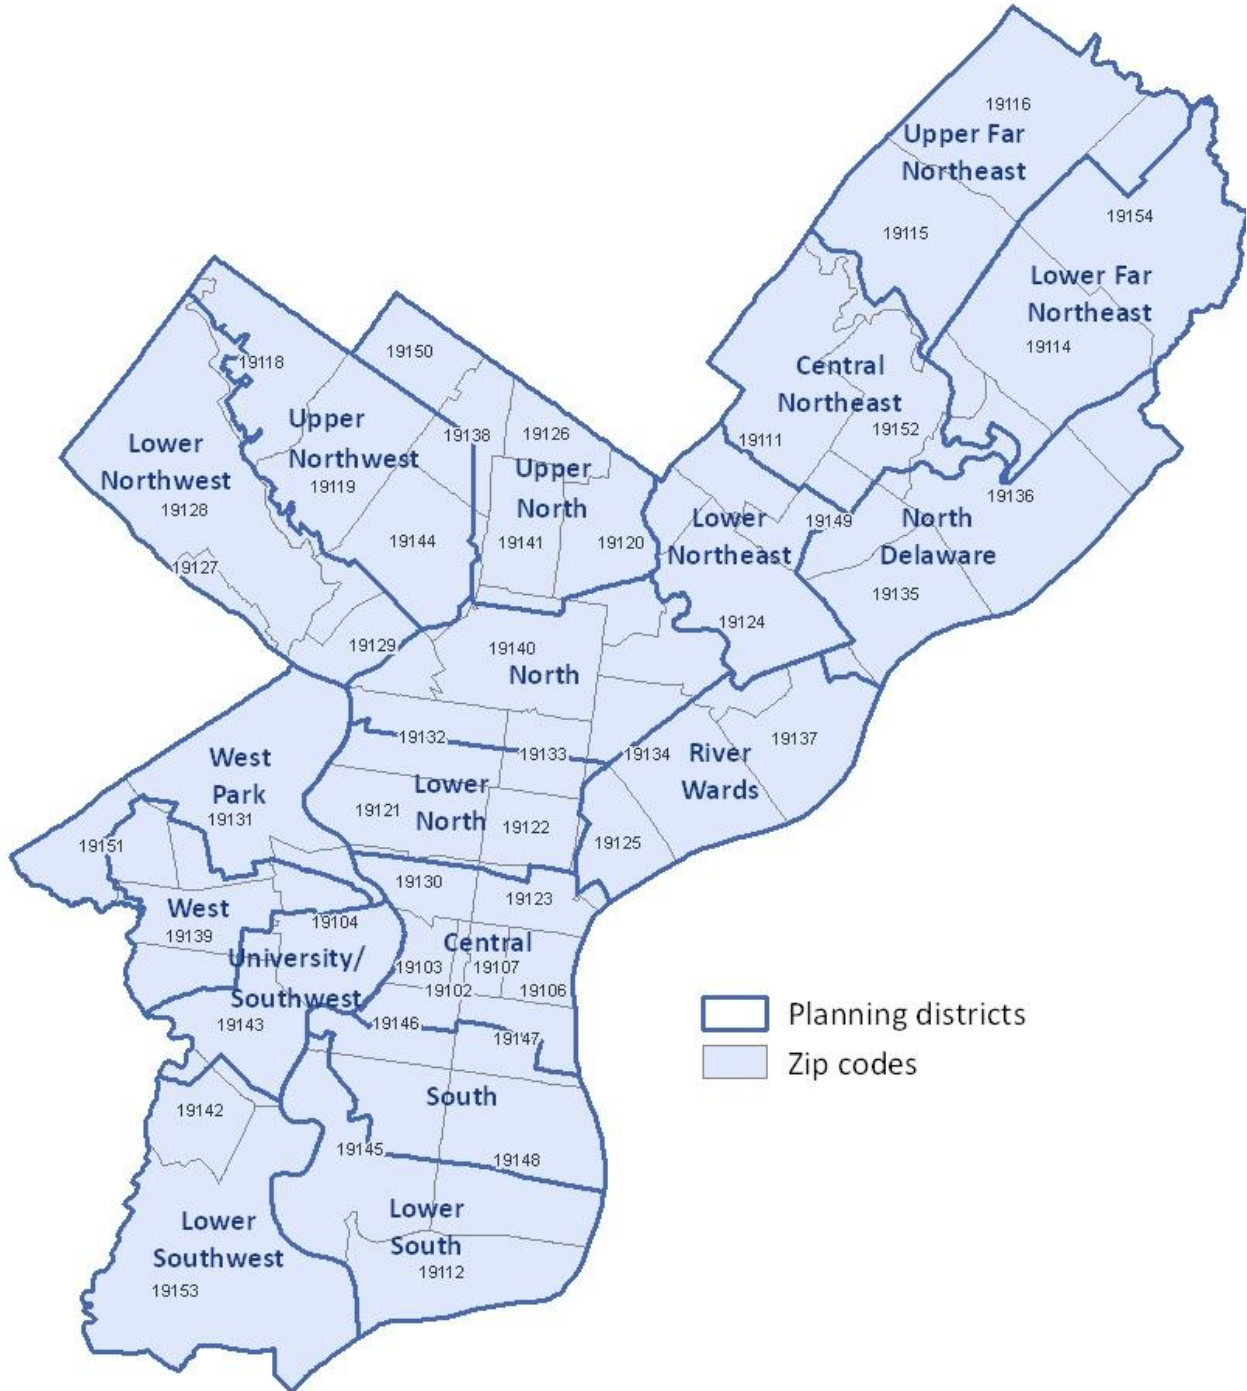 19116
Upper Far
Northeast
19154
19115
Lower Far
Northeast
19114
19150
19118
Central
Northeast
19152
19111
Upper
Northwest
19138
19126
Lower
Northwest
19119
19128
Upper
North
19136
Lower
Northeast
19149
North
Delaware
19144
19141
19120
19127
19135
19124
19129
19140
North
19132
19133
19134
19137
River
Wards
West
Park
19131
Lower
North
19121
19122
19125
19151
19130
19123
West
19139
19104
Central
University/
Southwest
19103
19107
19102
19106
19143
19146
19147
Planning districts
Zip codes
South
19142
19145
19148
Lower
South
19112
Lower
Southwest
19153